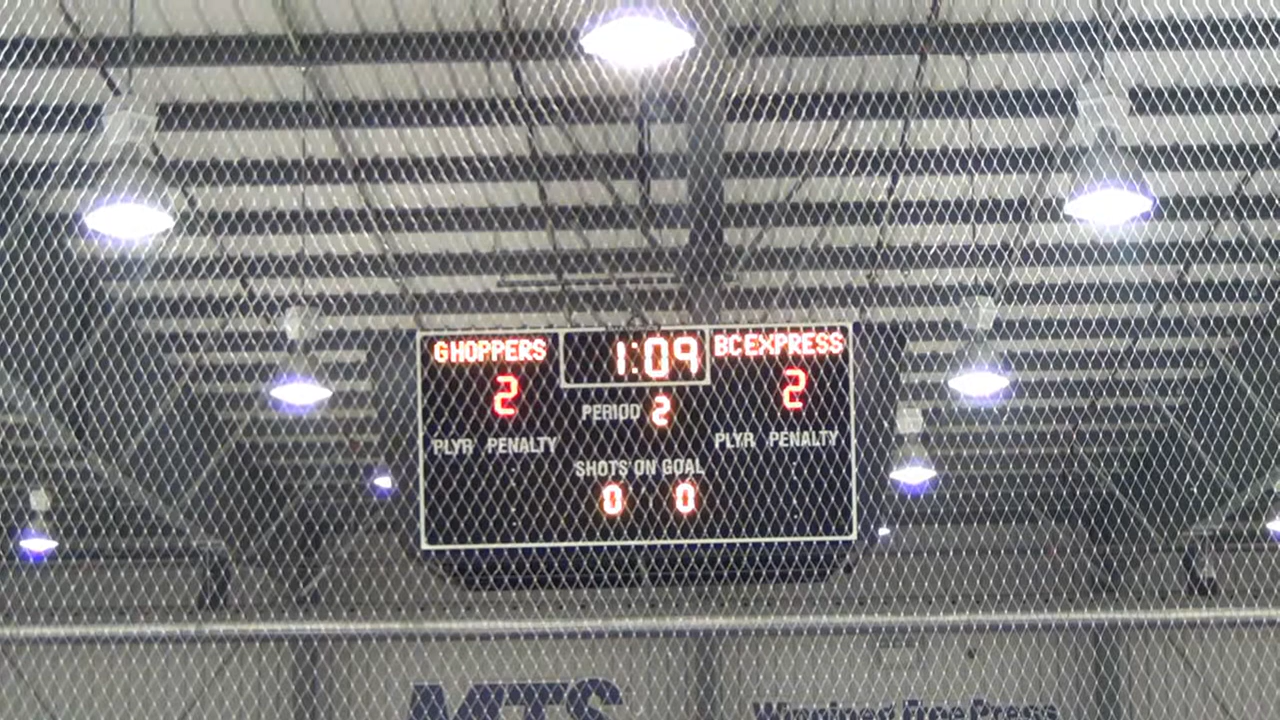 GHOPPERS 1:09 BCEXPRESS
2 2
PERIOD 2
PLYR PENALTY PLYR PENALTY
SHOTS ON GOAL
0 0
MTS Winnipeg Free Press